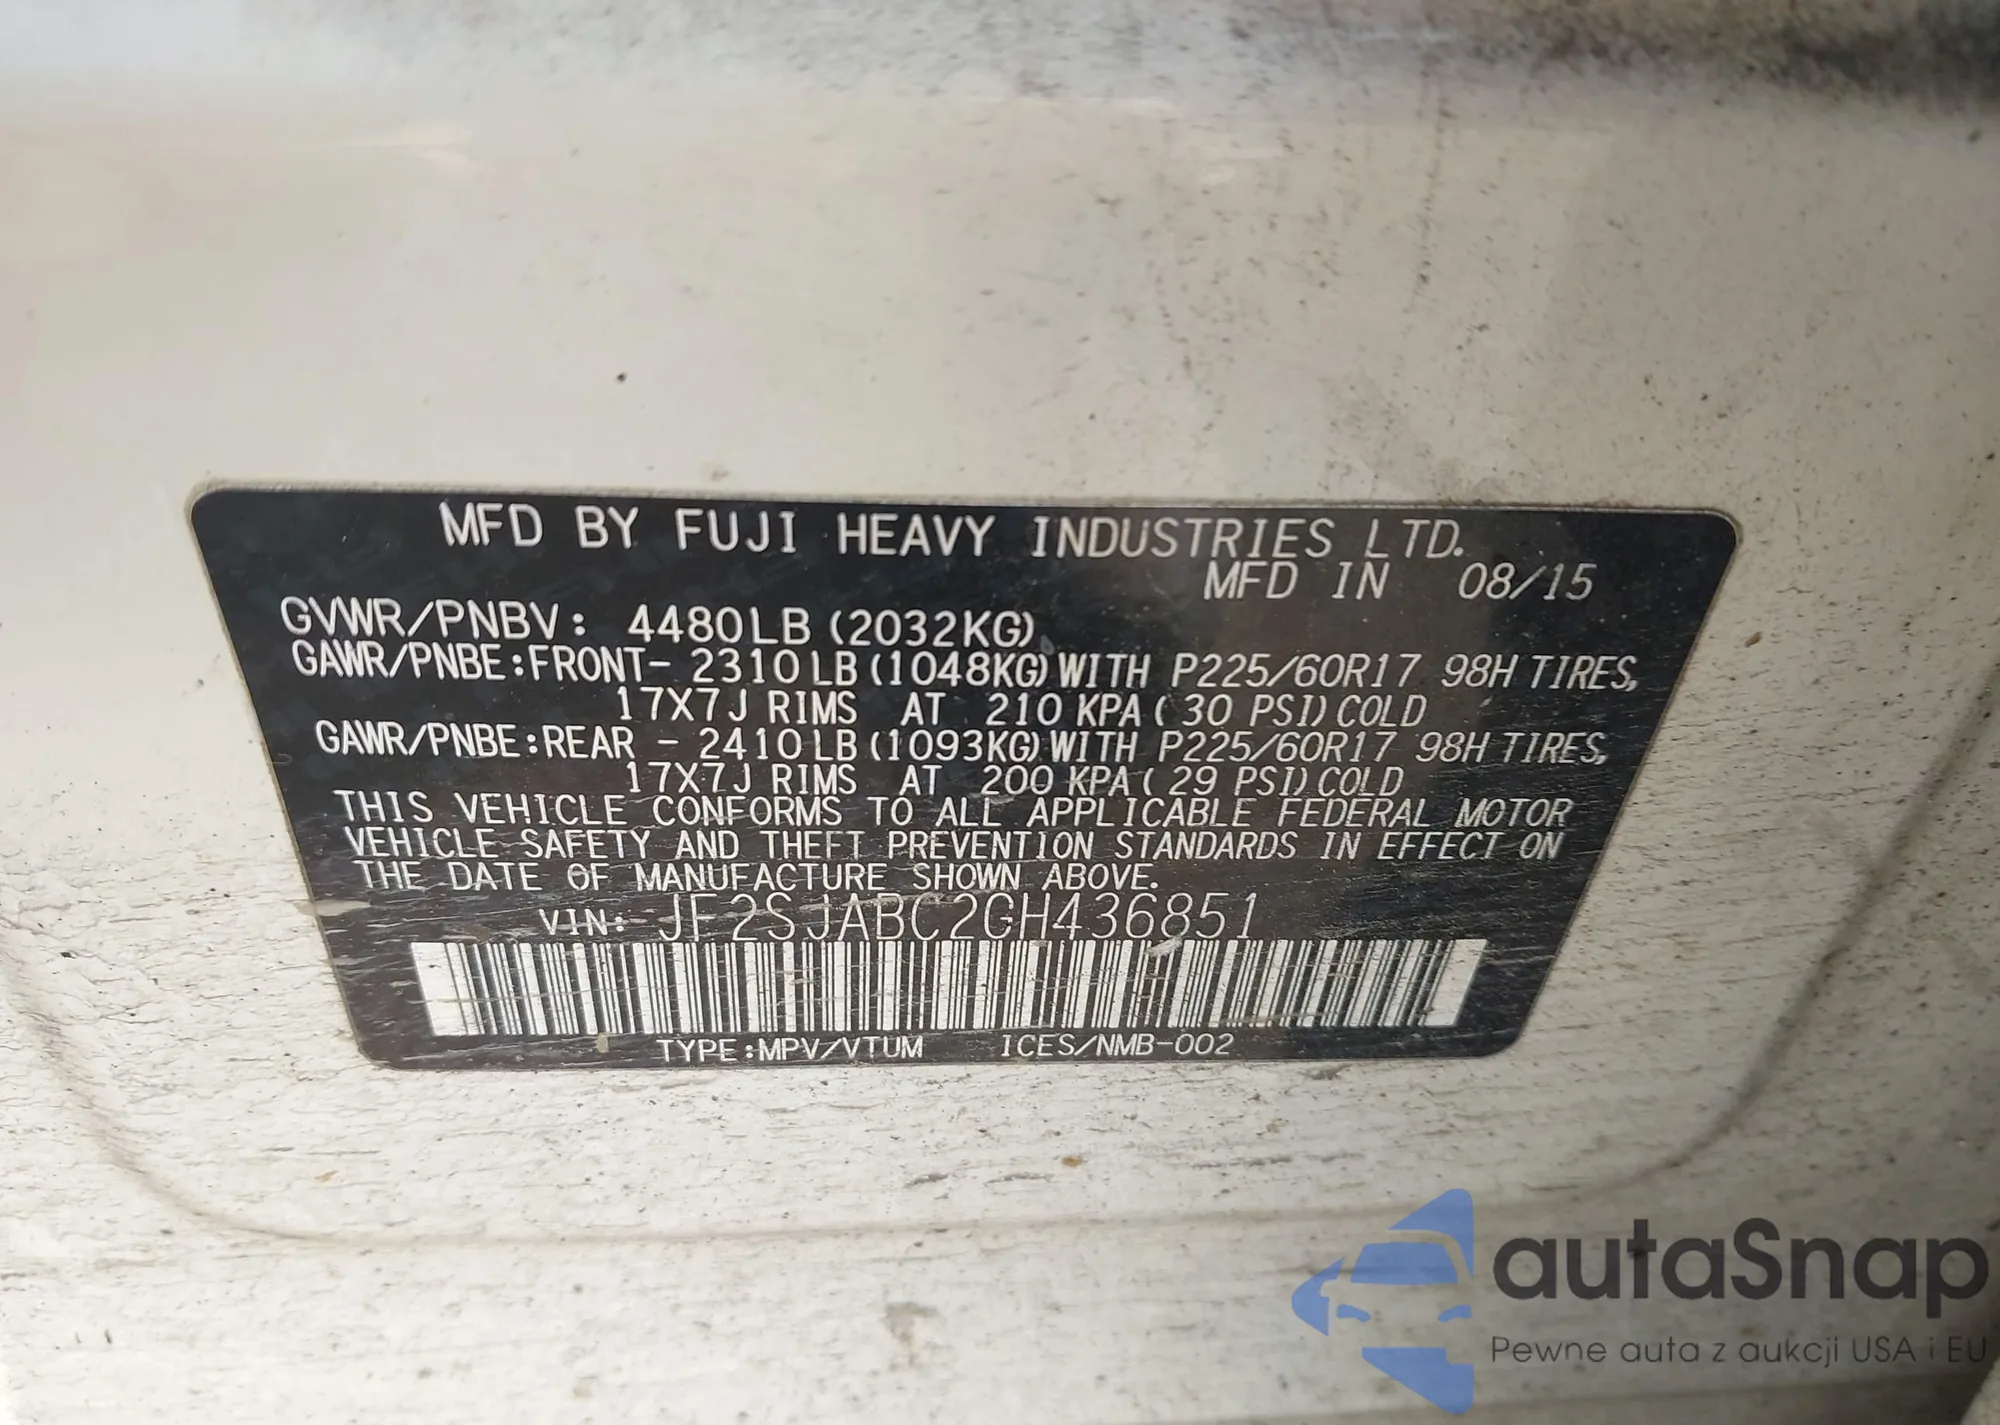 MFD BY FUJI HEAVY INDUSTRIES LTD.
MFD IN 08/15
GVWR/PNBV: 4480LB (2032KG)
GAWR/PNBE:FRONT- 2310LB(1048KG)WITH P225/60R17 98H TIRES,
17X7J RIMS AT 210 KPA( 30 PSI)COLD
GAWR/PNBE:REAR - 2410LB(1093KG)WITH P225/60R17 98H TIRES,
17X7J RIMS AT 200 KPA( 29 PSI)COLD
THIS VEHICLE CONFORMS TO ALL APPLICABLE FEDERAL MOTOR
VEHICLE SAFETY AND THEFT PREVENTION STANDARDS IN EFFECT ON
THE DATE OF MANUFACTURE SHOWN ABOVE.
VIN: JF2SJABC2GH436851
TYPE:MPV/VTUM ICES/NMB-002
autaSnap
Pewne auta z aukcji USA i EU